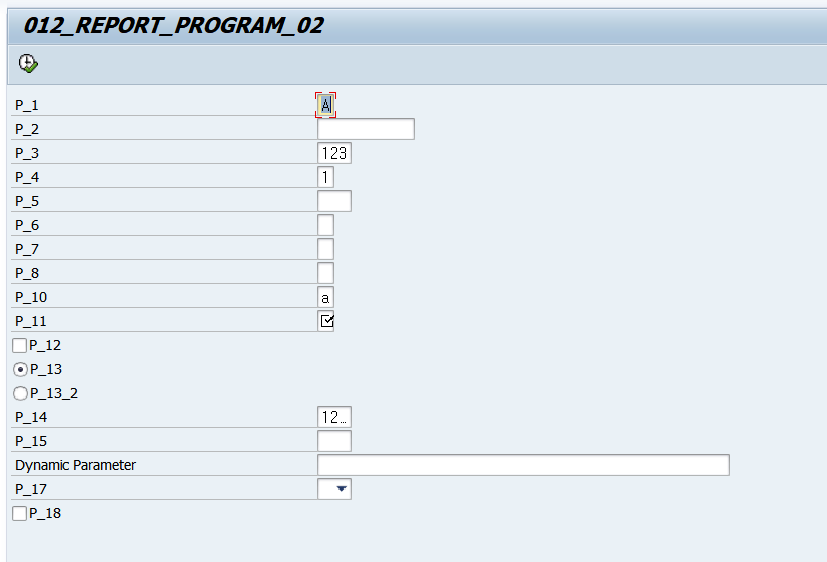 012_REPORT_PROGRAM_02
P_1 A
P_2
P_3 123
P_4 1
P_5
P_6
P_7
P_8
P_10 a
P_11
P_12
P_13
P_13_2
P_14 12...
P_15
Dynamic Parameter
P_17
P_18